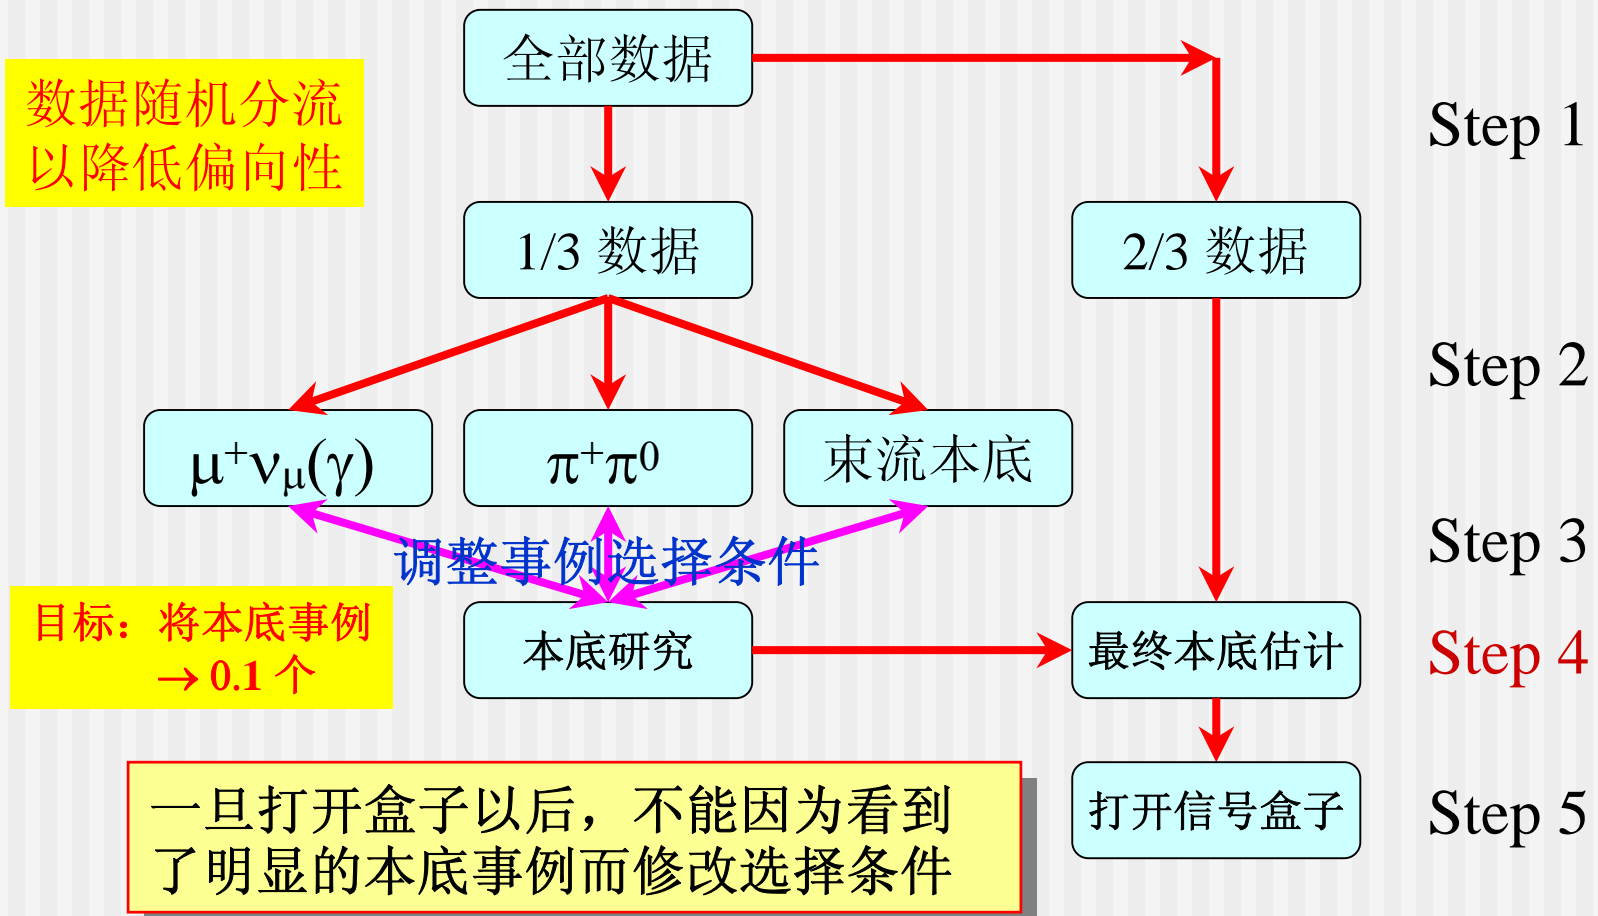 全部数据
数据随机分流
以降低偏向性
Step 1
1/3 数据
2/3 数据
Step 2
μ⁺ν_μ(γ)
π⁺π⁰
束流本底
Step 3
调整事例选择条件
目标：将本底事例
→ 0.1 个
本底研究
最终本底估计
Step 4
一旦打开盒子以后，不能因为看到
了明显的本底事例而修改选择条件
打开信号盒子
Step 5